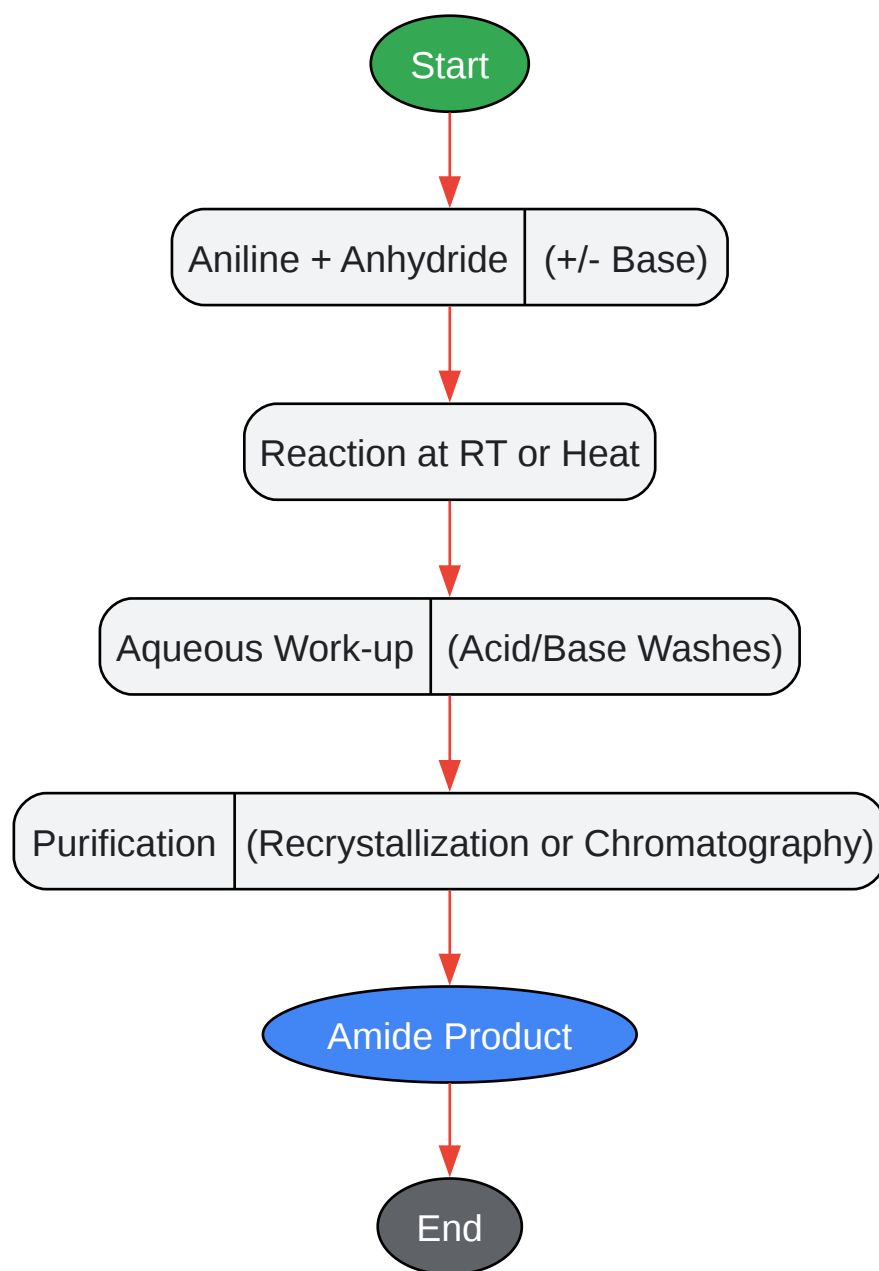 Start
Aniline + Anhydride (+/- Base)
Reaction at RT or Heat
Aqueous Work-up (Acid/Base Washes)
Purification (Recrystallization or Chromatography)
Amide Product
End